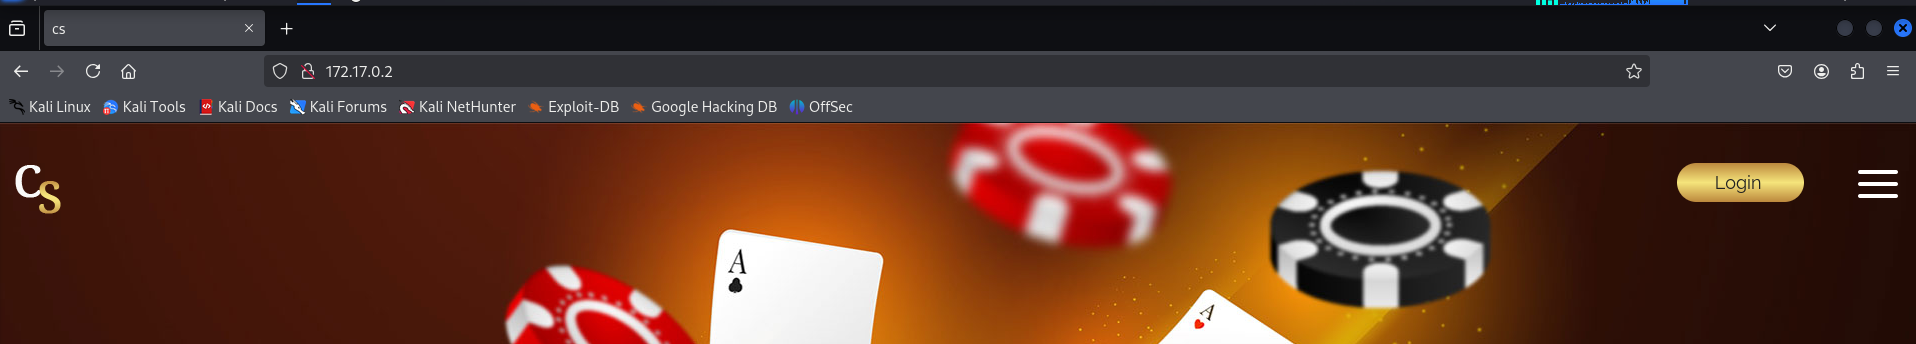 cs
172.17.0.2
Kali Linux Kali Tools Kali Docs Kali Forums Kali NetHunter Exploit-DB Google Hacking DB OffSec
CS
Login
A
A